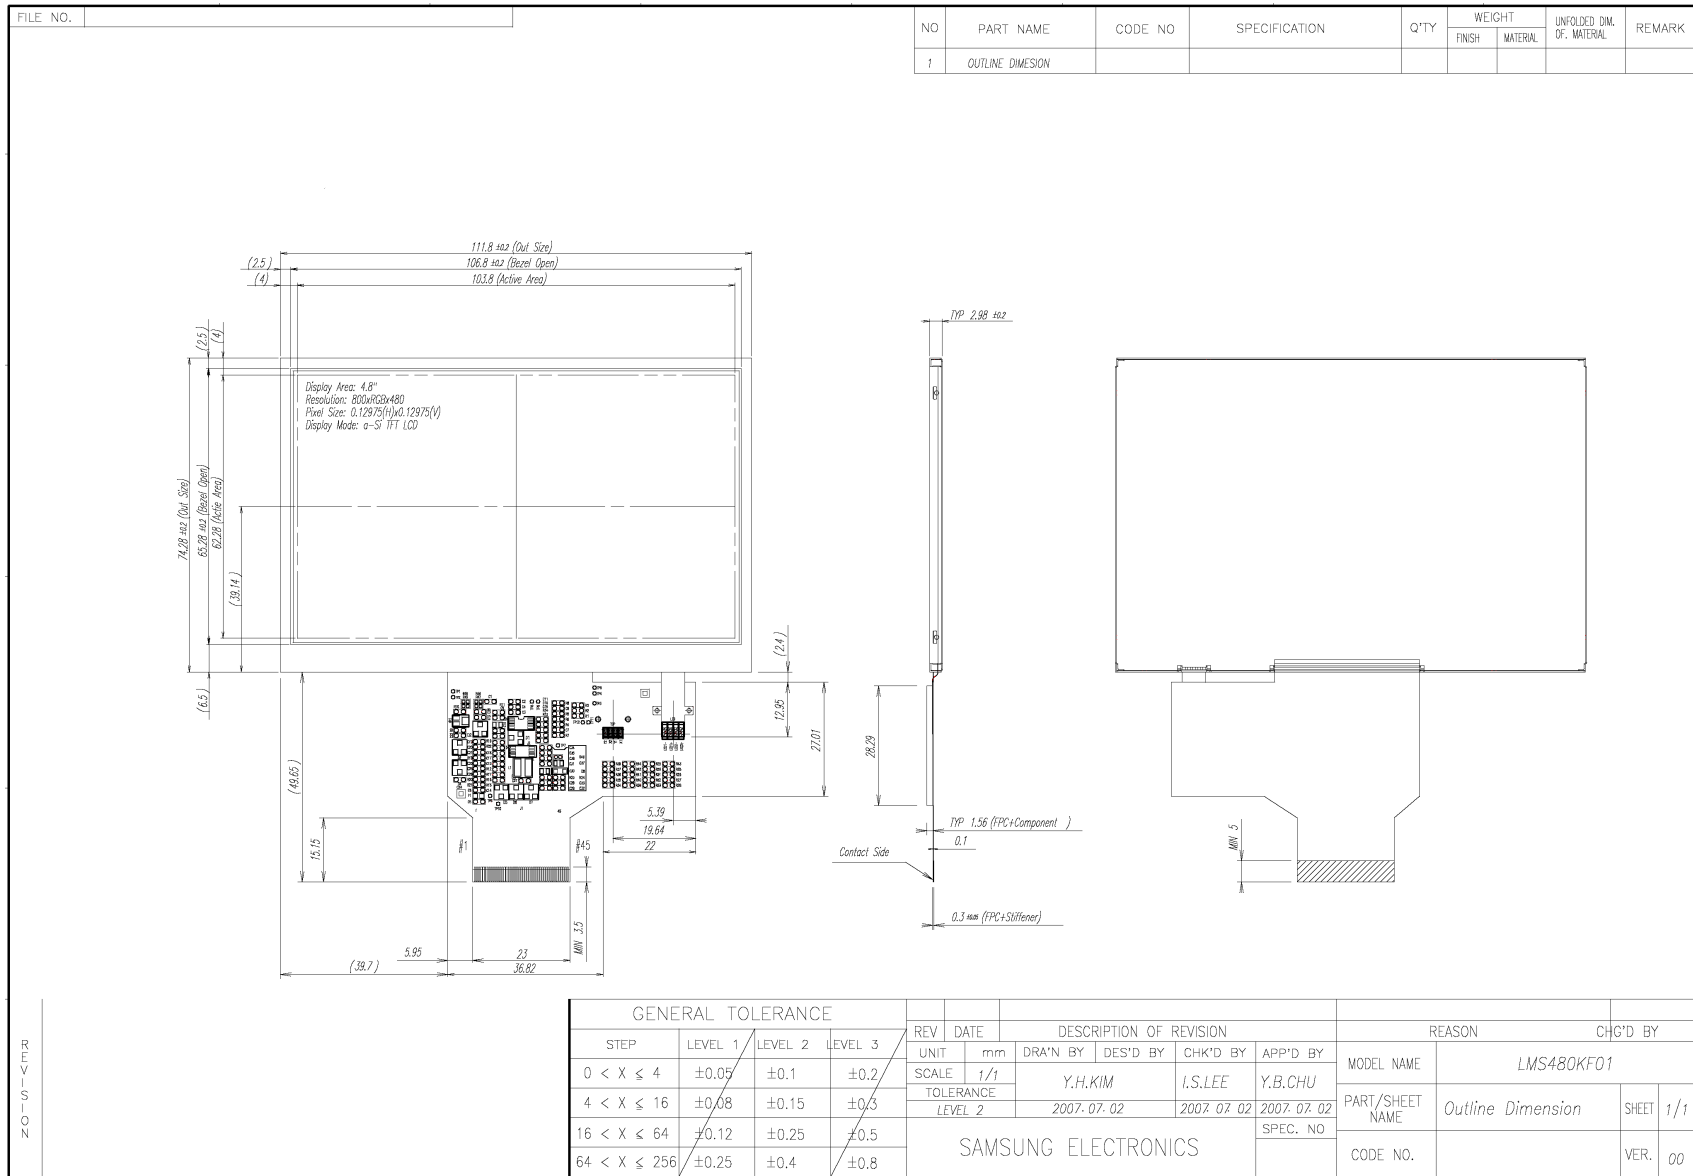 FILE NO.
NO PART NAME CODE NO SPECIFICATION Q'TY WEIGHT UNFOLDED DIM. OF. MATERIAL REMARK
FINISH MATERIAL
1 OUTLINE DIMESION
111.8 ±0.2 (Out Size)
(2.5) 106.8 ±0.2 (Bezel Open)
(4) 103.8 (Active Area)
TYP 2.98 ±0.2
(2.5)
(4)
Display Area: 4.8"
Resolution: 800xRGBx480
Pixel Size: 0.12975(H)x0.12975(V)
Display Mode: a-Si TFT LCD
74.28 ±0.2 (Out Size)
65.28 ±0.2 (Bezel Open)
62.28 (Actie Area)
(39.14)
(2.4)
(6.5)
12.95
27.01
28.29
(49.65)
15.15
5.39
19.64
22
#1
#45
TYP 1.56 (FPC+Component )
0.1
Contact Side
MIN 5
MIN 3.5
0.3 ±0.05 (FPC+Stiffener)
5.95
23
(39.7)
36.82
REVISION
GENERAL TOLERANCE
STEP LEVEL 1 LEVEL 2 LEVEL 3
0 < X ≤ 4 ±0.05 ±0.1 ±0.2
4 < X ≤ 16 ±0.08 ±0.15 ±0.3
16 < X ≤ 64 ±0.12 ±0.25 ±0.5
64 < X ≤ 256 ±0.25 ±0.4 ±0.8
REV DATE DESCRIPTION OF REVISION REASON CHG'D BY
UNIT mm DRA'N BY DES'D BY CHK'D BY APP'D BY
SCALE 1/1 Y.H.KIM I.S.LEE Y.B.CHU
TOLERANCE
LEVEL 2 2007. 07. 02 2007. 07. 02 2007. 07. 02
SAMSUNG ELECTRONICS
SPEC. NO
MODEL NAME LMS480KF01
PART/SHEET NAME Outline Dimension SHEET 1/1
CODE NO. VER. 00